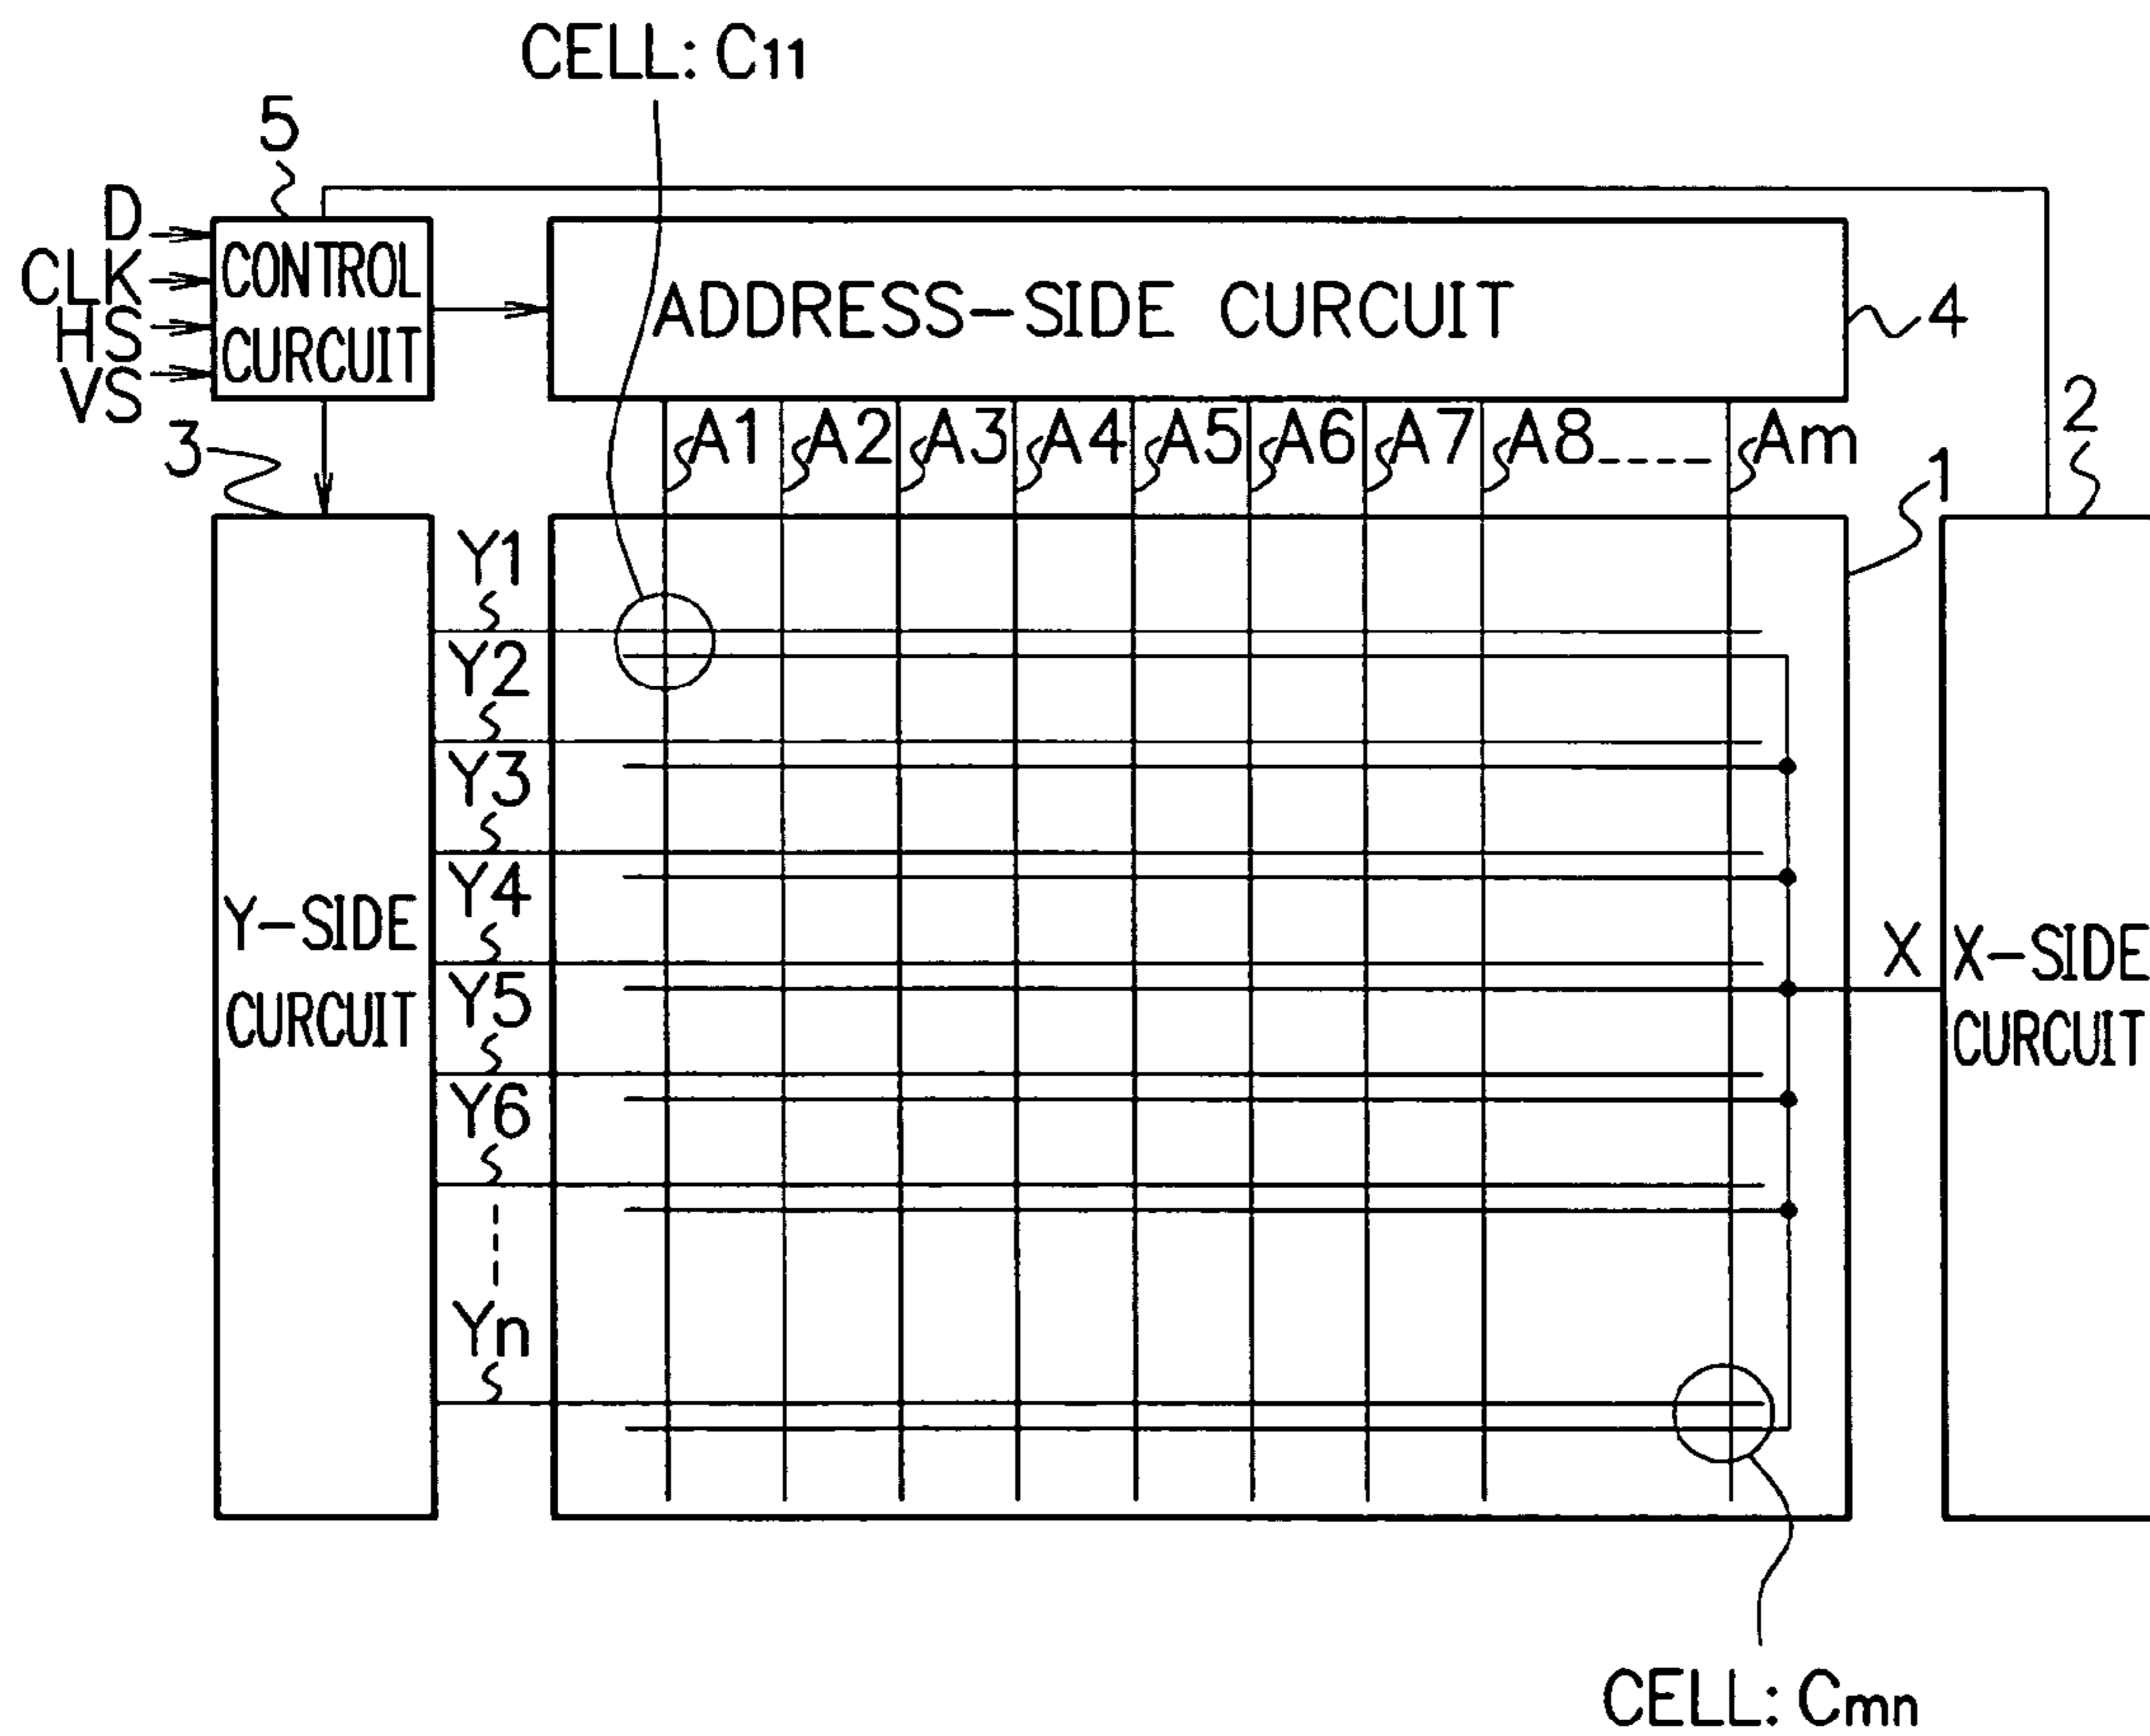 CELL: C11
5
D
CLK
HS
VS
CONTROL
CURCUIT
ADDRESS-SIDE CURCUIT
4
3
A1 A2 A3 A4 A5 A6 A7 A8---- Am
1
2
Y1
Y2
Y3
Y4
Y5
Y6
Yn
Y-SIDE
CURCUIT
X
X-SIDE
CURCUIT
CELL: Cmn